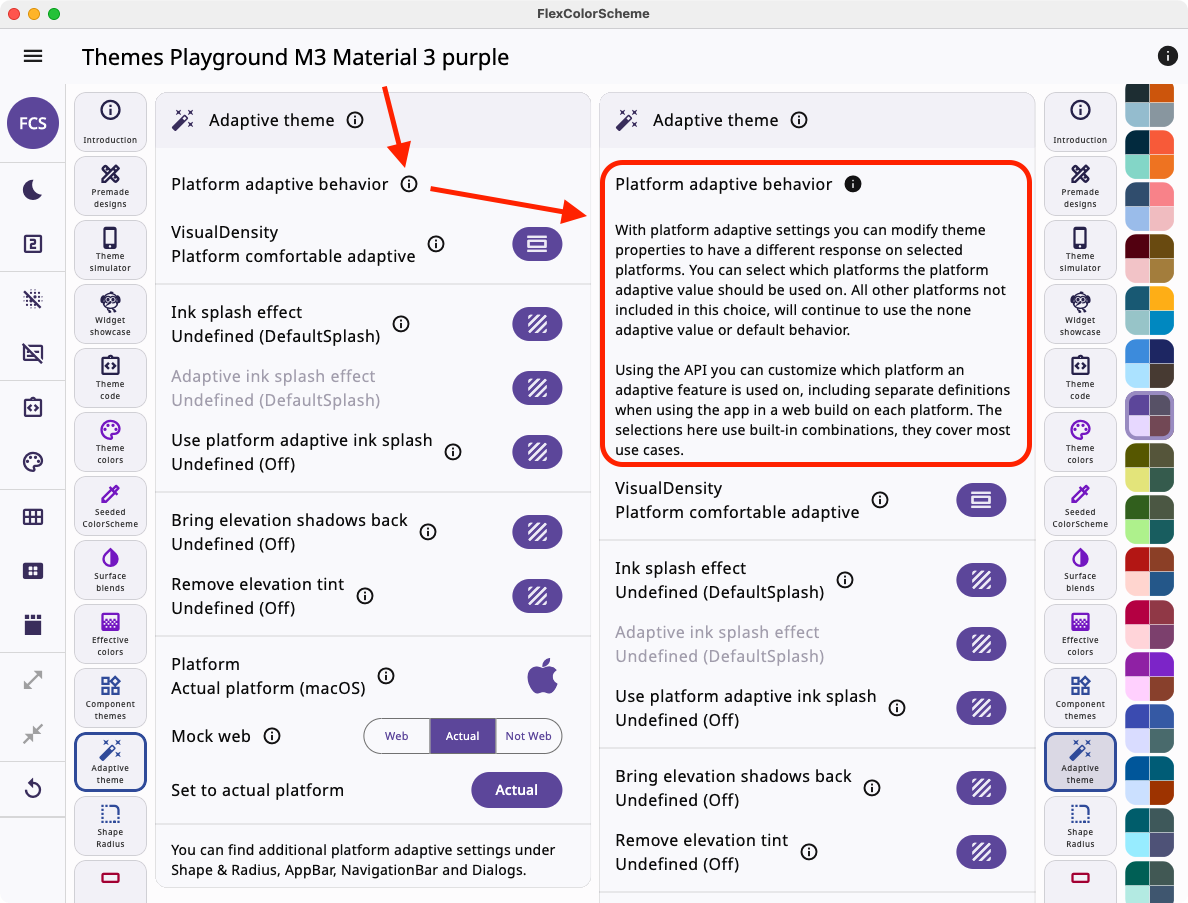 FlexColorScheme
Themes Playground M3 Material 3 purple
FCS
Introduction
Premade
designs
Theme
simulator
Widget
showcase
Theme
code
Theme
colors
Seeded
ColorScheme
Surface
blends
Effective
colors
Component
themes
Adaptive
theme
Shape
Radius
Adaptive theme
Platform adaptive behavior
VisualDensity
Platform comfortable adaptive
Ink splash effect
Undefined (DefaultSplash)
Adaptive ink splash effect
Undefined (DefaultSplash)
Use platform adaptive ink splash
Undefined (Off)
Bring elevation shadows back
Undefined (Off)
Remove elevation tint
Undefined (Off)
Platform
Actual platform (macOS)
Mock web
Web
Actual
Not Web
Set to actual platform
Actual
You can find additional platform adaptive settings under
Shape & Radius, AppBar, NavigationBar and Dialogs.
Adaptive theme
Platform adaptive behavior
With platform adaptive settings you can modify theme
properties to have a different response on selected
platforms. You can select which platforms the platform
adaptive value should be used on. All other platforms not
included in this choice, will continue to use the none
adaptive value or default behavior.
Using the API you can customize which platform an
adaptive feature is used on, including separate definitions
when using the app in a web build on each platform. The
selections here use built-in combinations, they cover most
use cases.
VisualDensity
Platform comfortable adaptive
Ink splash effect
Undefined (DefaultSplash)
Adaptive ink splash effect
Undefined (DefaultSplash)
Use platform adaptive ink splash
Undefined (Off)
Bring elevation shadows back
Undefined (Off)
Remove elevation tint
Undefined (Off)
Introduction
Premade
designs
Theme
simulator
Widget
showcase
Theme
code
Theme
colors
Seeded
ColorScheme
Surface
blends
Effective
colors
Component
themes
Adaptive
theme
Shape
Radius